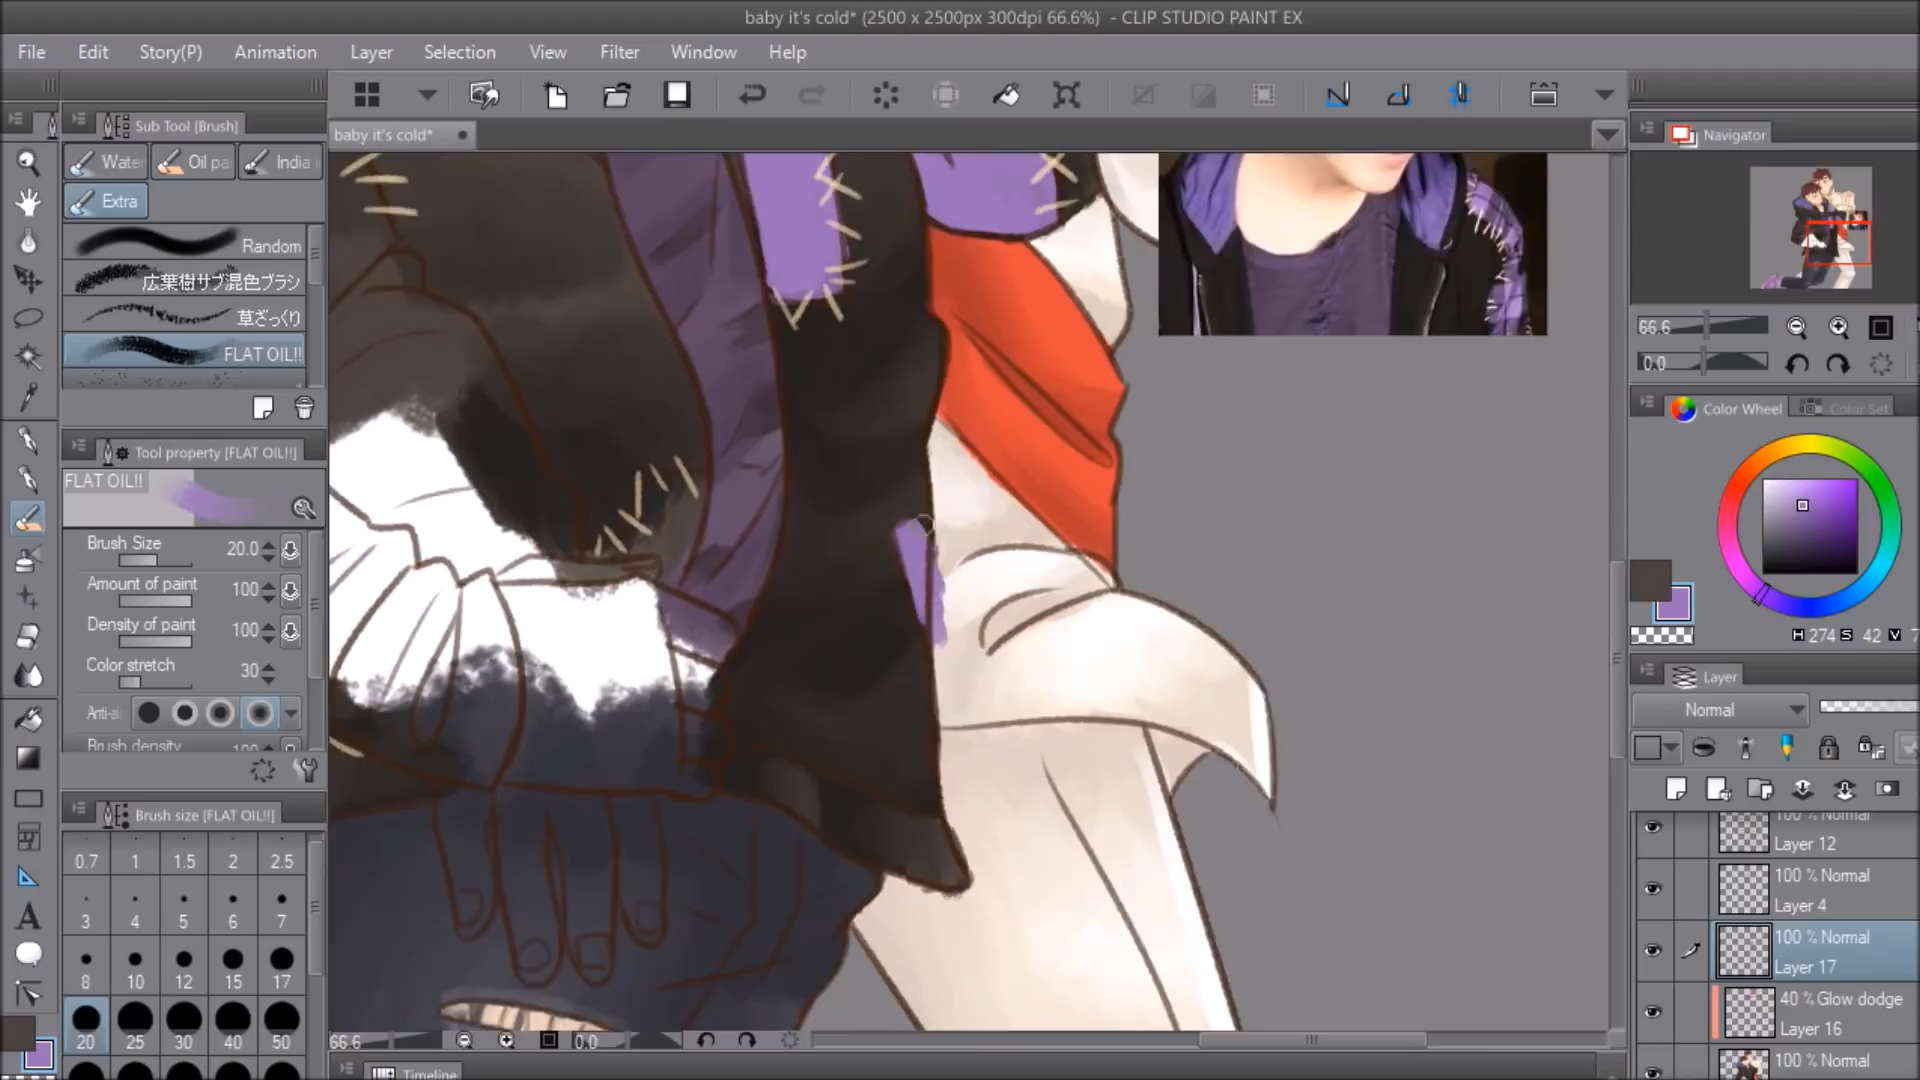 baby it's cold* (2500 x 2500px 300dpi 66.6%) - CLIP STUDIO PAINT EX
File Edit Story(P) Animation Layer Selection View Filter Window Help
Sub Tool [Brush]
baby it's cold*
Navigator
Wate Oil pa India
Extra
Random
広葉樹サブ混色ブラシ
草ざっくり
FLAT OIL!!
66.6
0.0
Color Wheel Color Set
Tool property [FLAT OIL!!]
FLAT OIL!!
Brush Size 20.0
Amount of paint 100
Density of paint 100
Color stretch 30
Anti-al
Brush density 100
H 274 S 42 V 7
Layer
Normal
Brush size [FLAT OIL!!]
0.7 1 1.5 2 2.5
3 4 5 6 7
8 10 12 15 17
20 25 30 40 50
100 % Normal
Layer 12
100 % Normal
Layer 4
100 % Normal
Layer 17
40 % Glow dodge
Layer 16
100 % Normal
66.6 0.0
Timeline